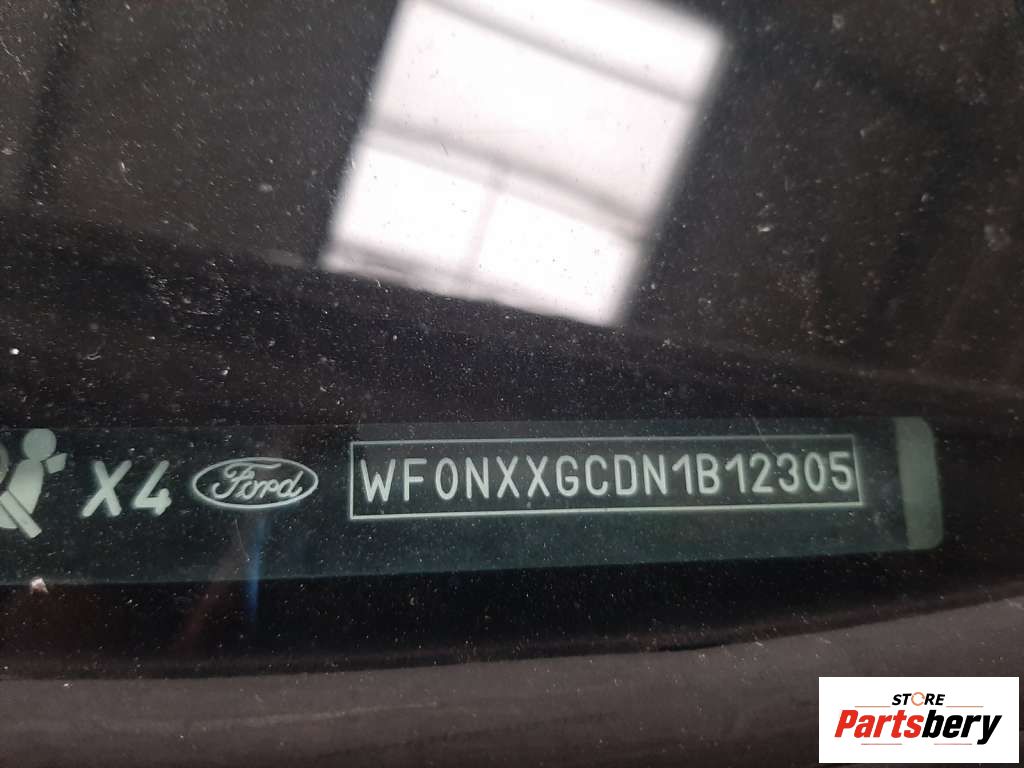 X4 Ford WF0NXXGCDN1B12305
STORE
Partsbery